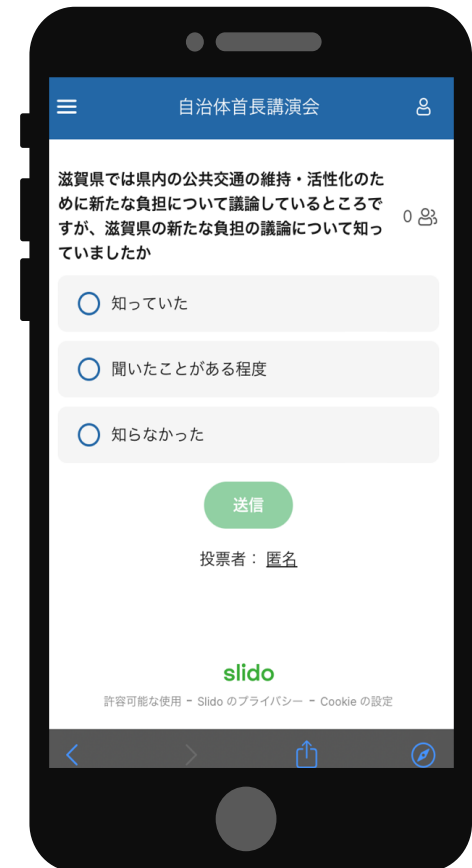 自治体首長講演会
滋賀県では県内の公共交通の維持・活性化のた
めに新たな負担について議論しているところで
すが、滋賀県の新たな負担の議論について知っ
ていましたか
0
知っていた
聞いたことがある程度
知らなかった
送信
投票者： 匿名
slido
許容可能な使用 - Slido のプライバシー - Cookie の設定